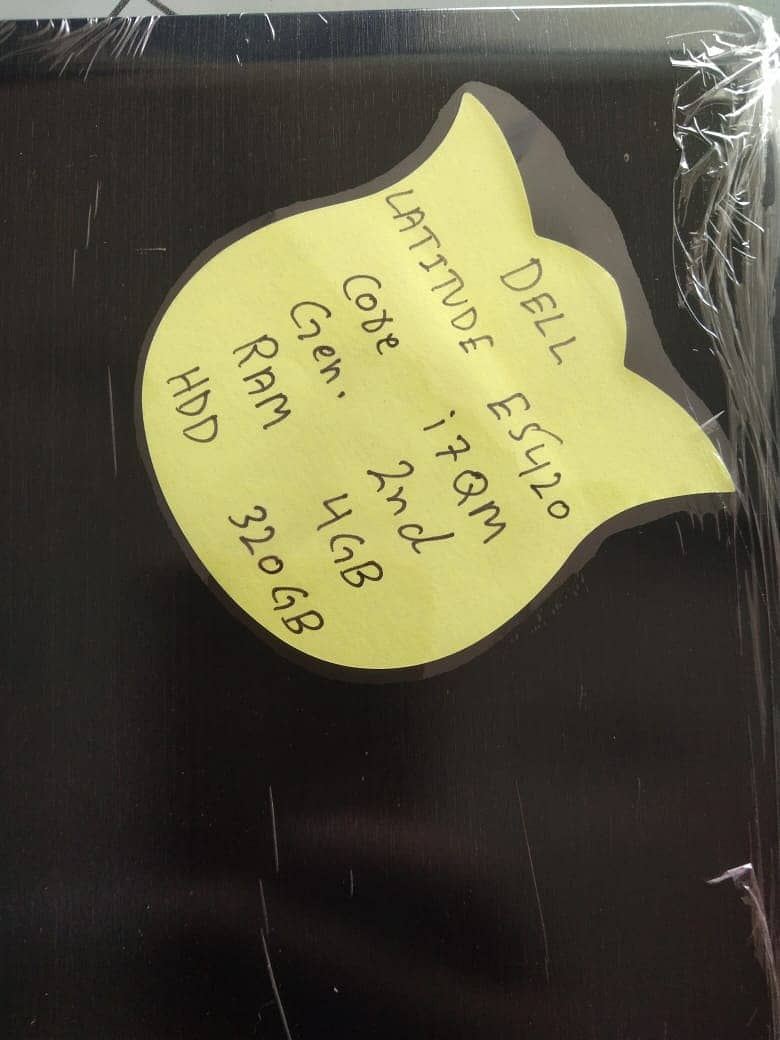 DELL
LATITUDE E5420
Core i7QM
Gen. 2nd
RAM 4GB
HDD 320GB